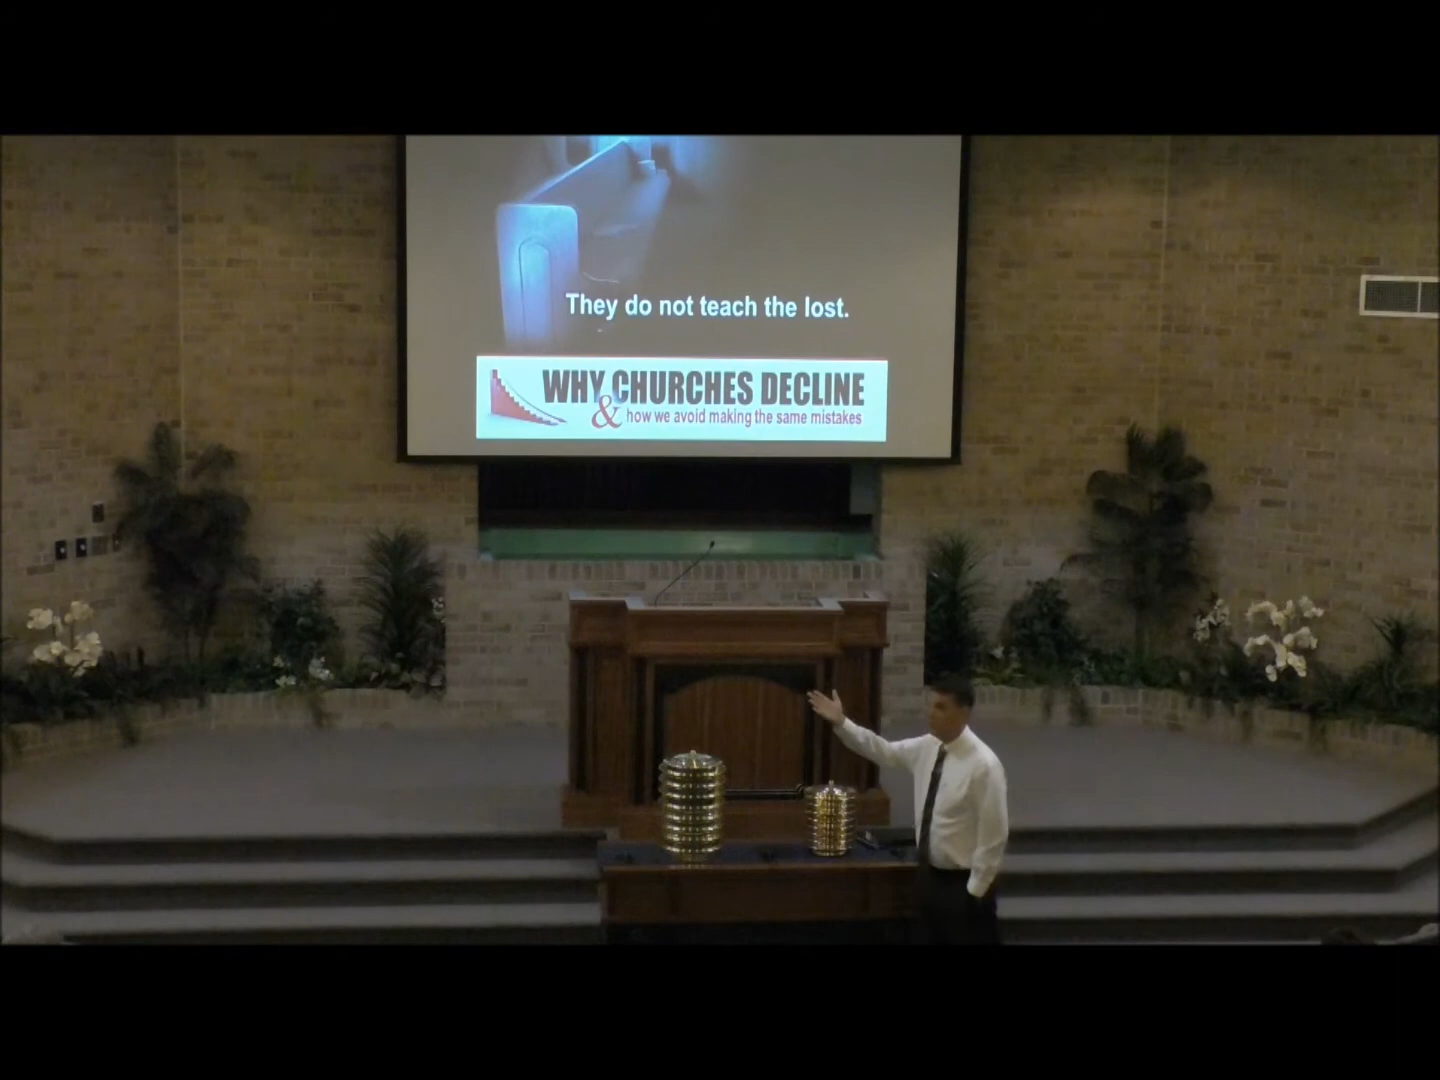 They do not teach the lost.
WHY CHURCHES DECLINE
& how we avoid making the same mistakes